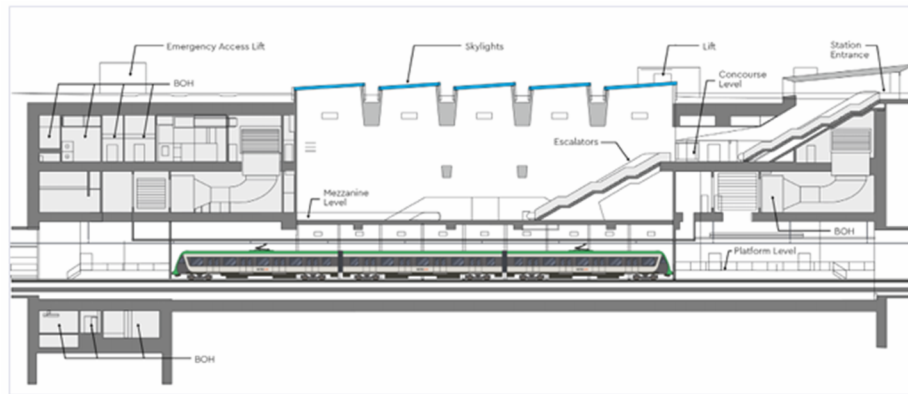 Emergency Access Lift
BOH
Skylights
Lift
Station
Entrance
Concourse
Level
Escalators
Mezzanine
Level
BOH
Platform Level
BOH